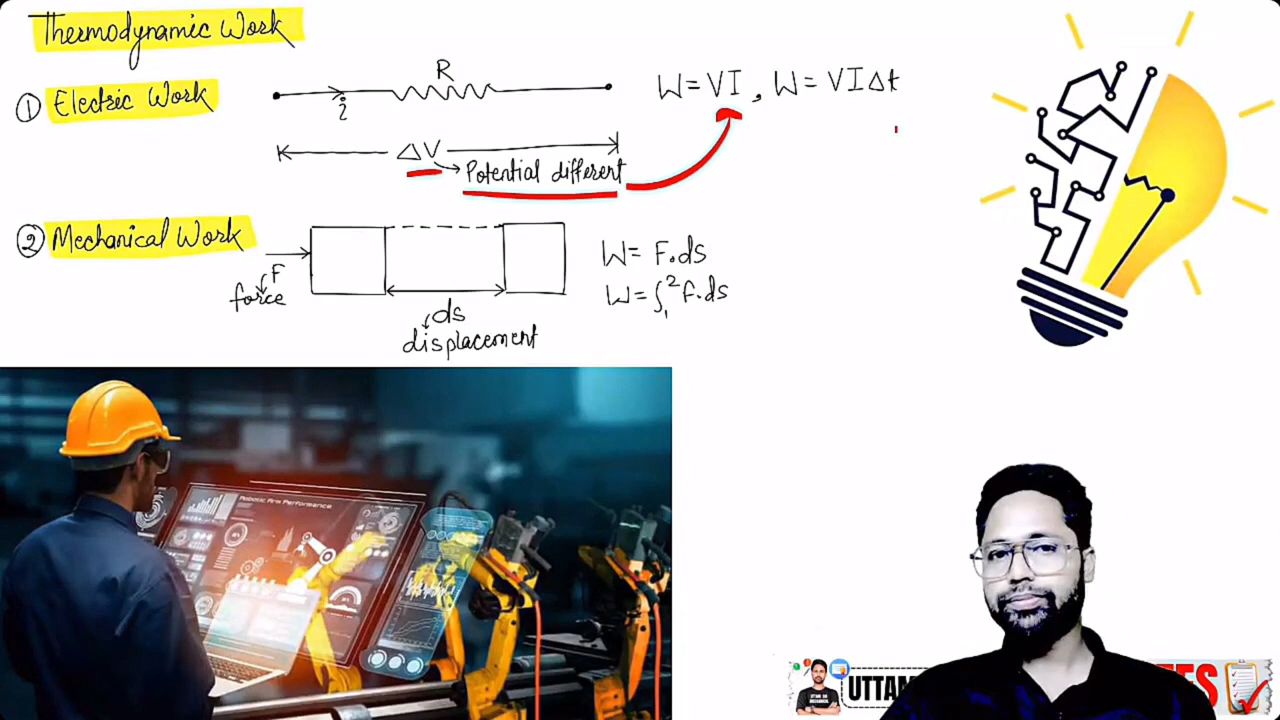 Thermodynamic Work
① Electric Work
R
i
W = VI, W = VIΔt
ΔV
Potential different
② Mechanical Work
F
force
ds
displacement
W = F.ds
W = ∫₁² F.ds
Robotic Arm Performance
UTTAM